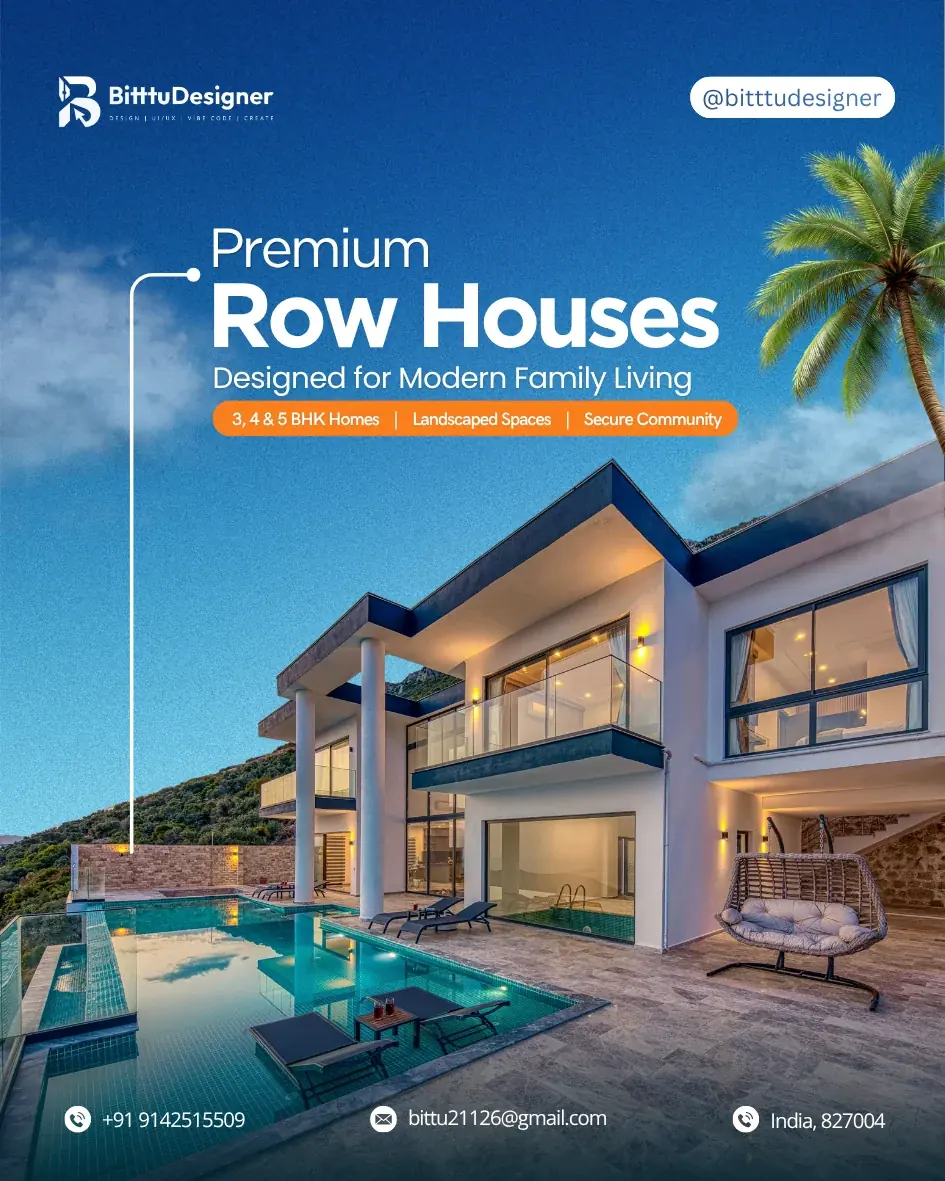 BitttuDesigner
DESIGN | UI/UX | VIBE CODE | CREATE
@bitttudesigner
Premium
Row Houses
Designed for Modern Family Living
3, 4 & 5 BHK Homes | Landscaped Spaces | Secure Community
+91 9142515509
bittu21126@gmail.com
India, 827004